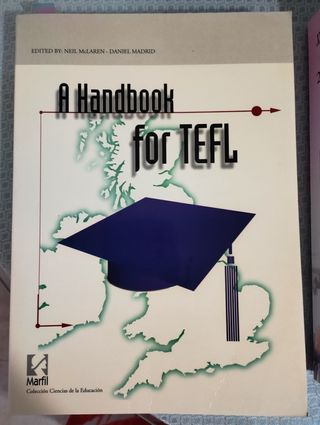 EDITED BY: NEIL McLAREN - DANIEL MADRID
A Handbook
for TEFL
Marfil
Colección Ciencias de la Educación